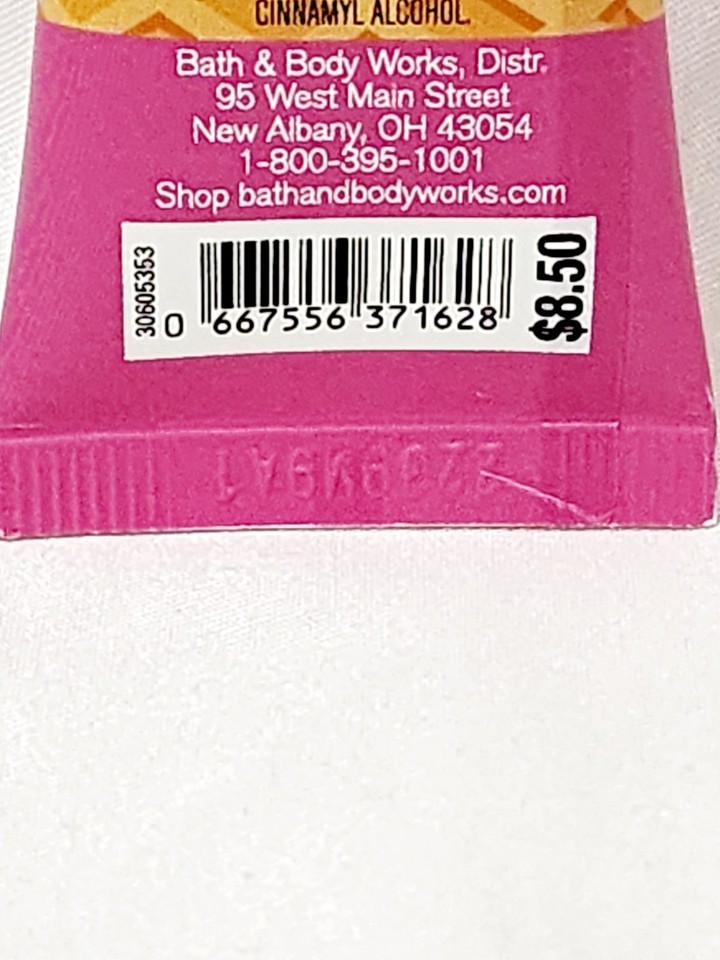 CINNAMYL ALCOHOL.
Bath & Body Works, Distr.
95 West Main Street
New Albany, OH 43054
1-800-395-1001
Shop bathandbodyworks.com
30605353
0 667556 371628
$8.50